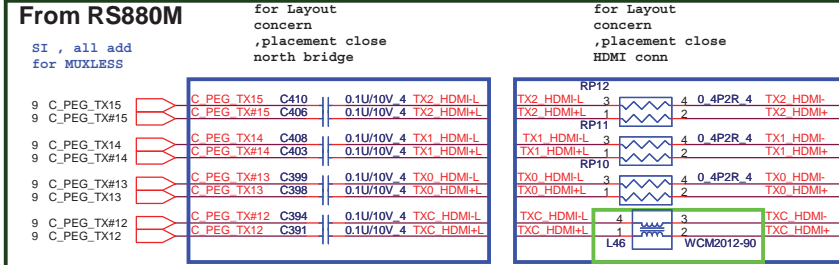 From RS880M
for Layout
concern
,placement close
north bridge
for Layout
concern
,placement close
HDMI conn
SI , all add
for MUXLESS
9 C_PEG_TX15
9 C_PEG_TX#15
9 C_PEG_TX14
9 C_PEG_TX#14
9 C_PEG_TX#13
9 C_PEG_TX13
9 C_PEG_TX#12
9 C_PEG_TX12
C_PEG_TX15 C410 0.1U/10V_4 TX2_HDMI-L
C_PEG_TX#15 C406 0.1U/10V_4 TX2_HDMI+L
C_PEG_TX14 C408 0.1U/10V_4 TX1_HDMI-L
C_PEG_TX#14 C403 0.1U/10V_4 TX1_HDMI+L
C_PEG_TX#13 C399 0.1U/10V_4 TX0_HDMI-L
C_PEG_TX13 C398 0.1U/10V_4 TX0_HDMI+L
C_PEG_TX#12 C394 0.1U/10V_4 TXC_HDMI-L
C_PEG_TX12 C391 0.1U/10V_4 TXC_HDMI+L
RP12
TX2_HDMI-L 3 4 0_4P2R_4 TX2_HDMI-
TX2_HDMI+L 1 2 TX2_HDMI+
RP11
TX1_HDMI-L 3 4 0_4P2R_4 TX1_HDMI-
TX1_HDMI+L 1 2 TX1_HDMI+
RP10
TX0_HDMI-L 3 4 0_4P2R_4 TX0_HDMI-
TX0_HDMI+L 1 2 TX0_HDMI+
TXC_HDMI-L 4 3 TXC_HDMI-
TXC_HDMI+L 1 2 TXC_HDMI+
L46 WCM2012-90